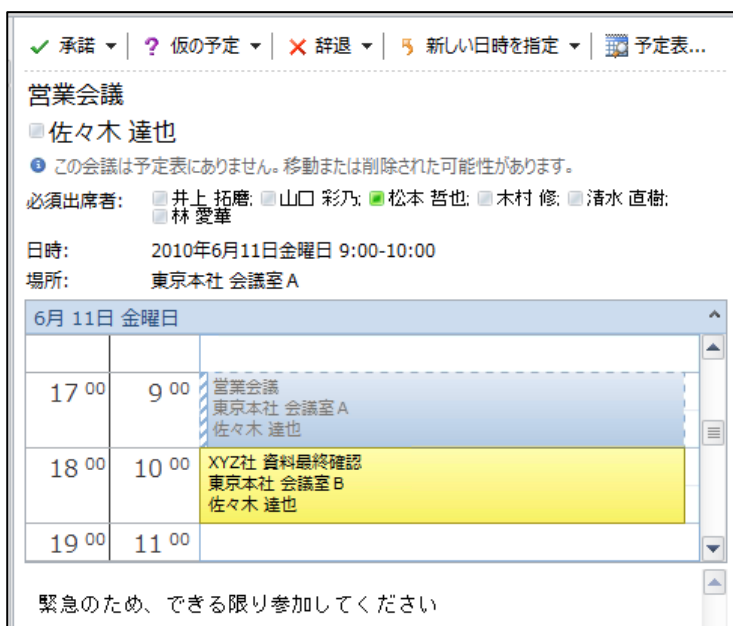 承諾 仮の予定 辞退 新しい日時を指定 予定表...
営業会議
佐々木 達也
この会議は予定表にありません。移動または削除された可能性があります。
必須出席者: 井上 拓磨; 山口 彩乃; 松本 哲也; 木村 修; 清水 直樹;
林 愛華
日時: 2010年6月11日金曜日 9:00-10:00
場所: 東京本社 会議室A
6月 11日 金曜日
17 00 9 00 営業会議
東京本社 会議室A
佐々木 達也
18 00 10 00 XYZ社 資料最終確認
東京本社 会議室B
佐々木 達也
19 00 11 00
緊急のため、できる限り参加してください